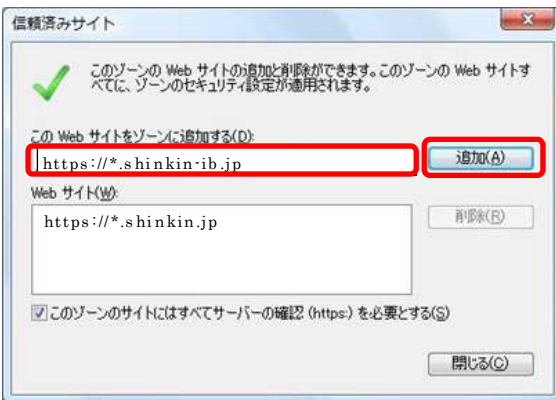 信頼済みサイト
このゾーンの Web サイトの追加と削除ができます。このゾーンの Web サイトす
べてに、ゾーンのセキュリティ設定が適用されます。
この Web サイトをゾーンに追加する(D):
https://*.shinkin-ib.jp
追加(A)
Web サイト(W):
https://*.shinkin.jp
削除(R)
このゾーンのサイトにはすべてサーバーの確認 (https:) を必要とする(S)
閉じる(C)